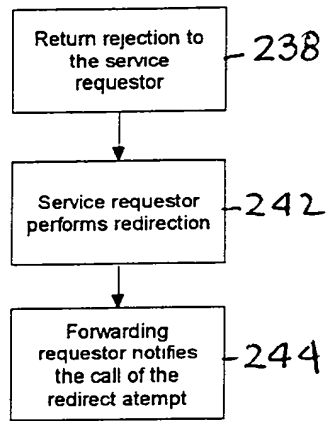 Return rejection to
the service
requestor
238
Service requestor
performs redirection
242
Forwarding
requestor notifies
the call of the
redirect atempt
244